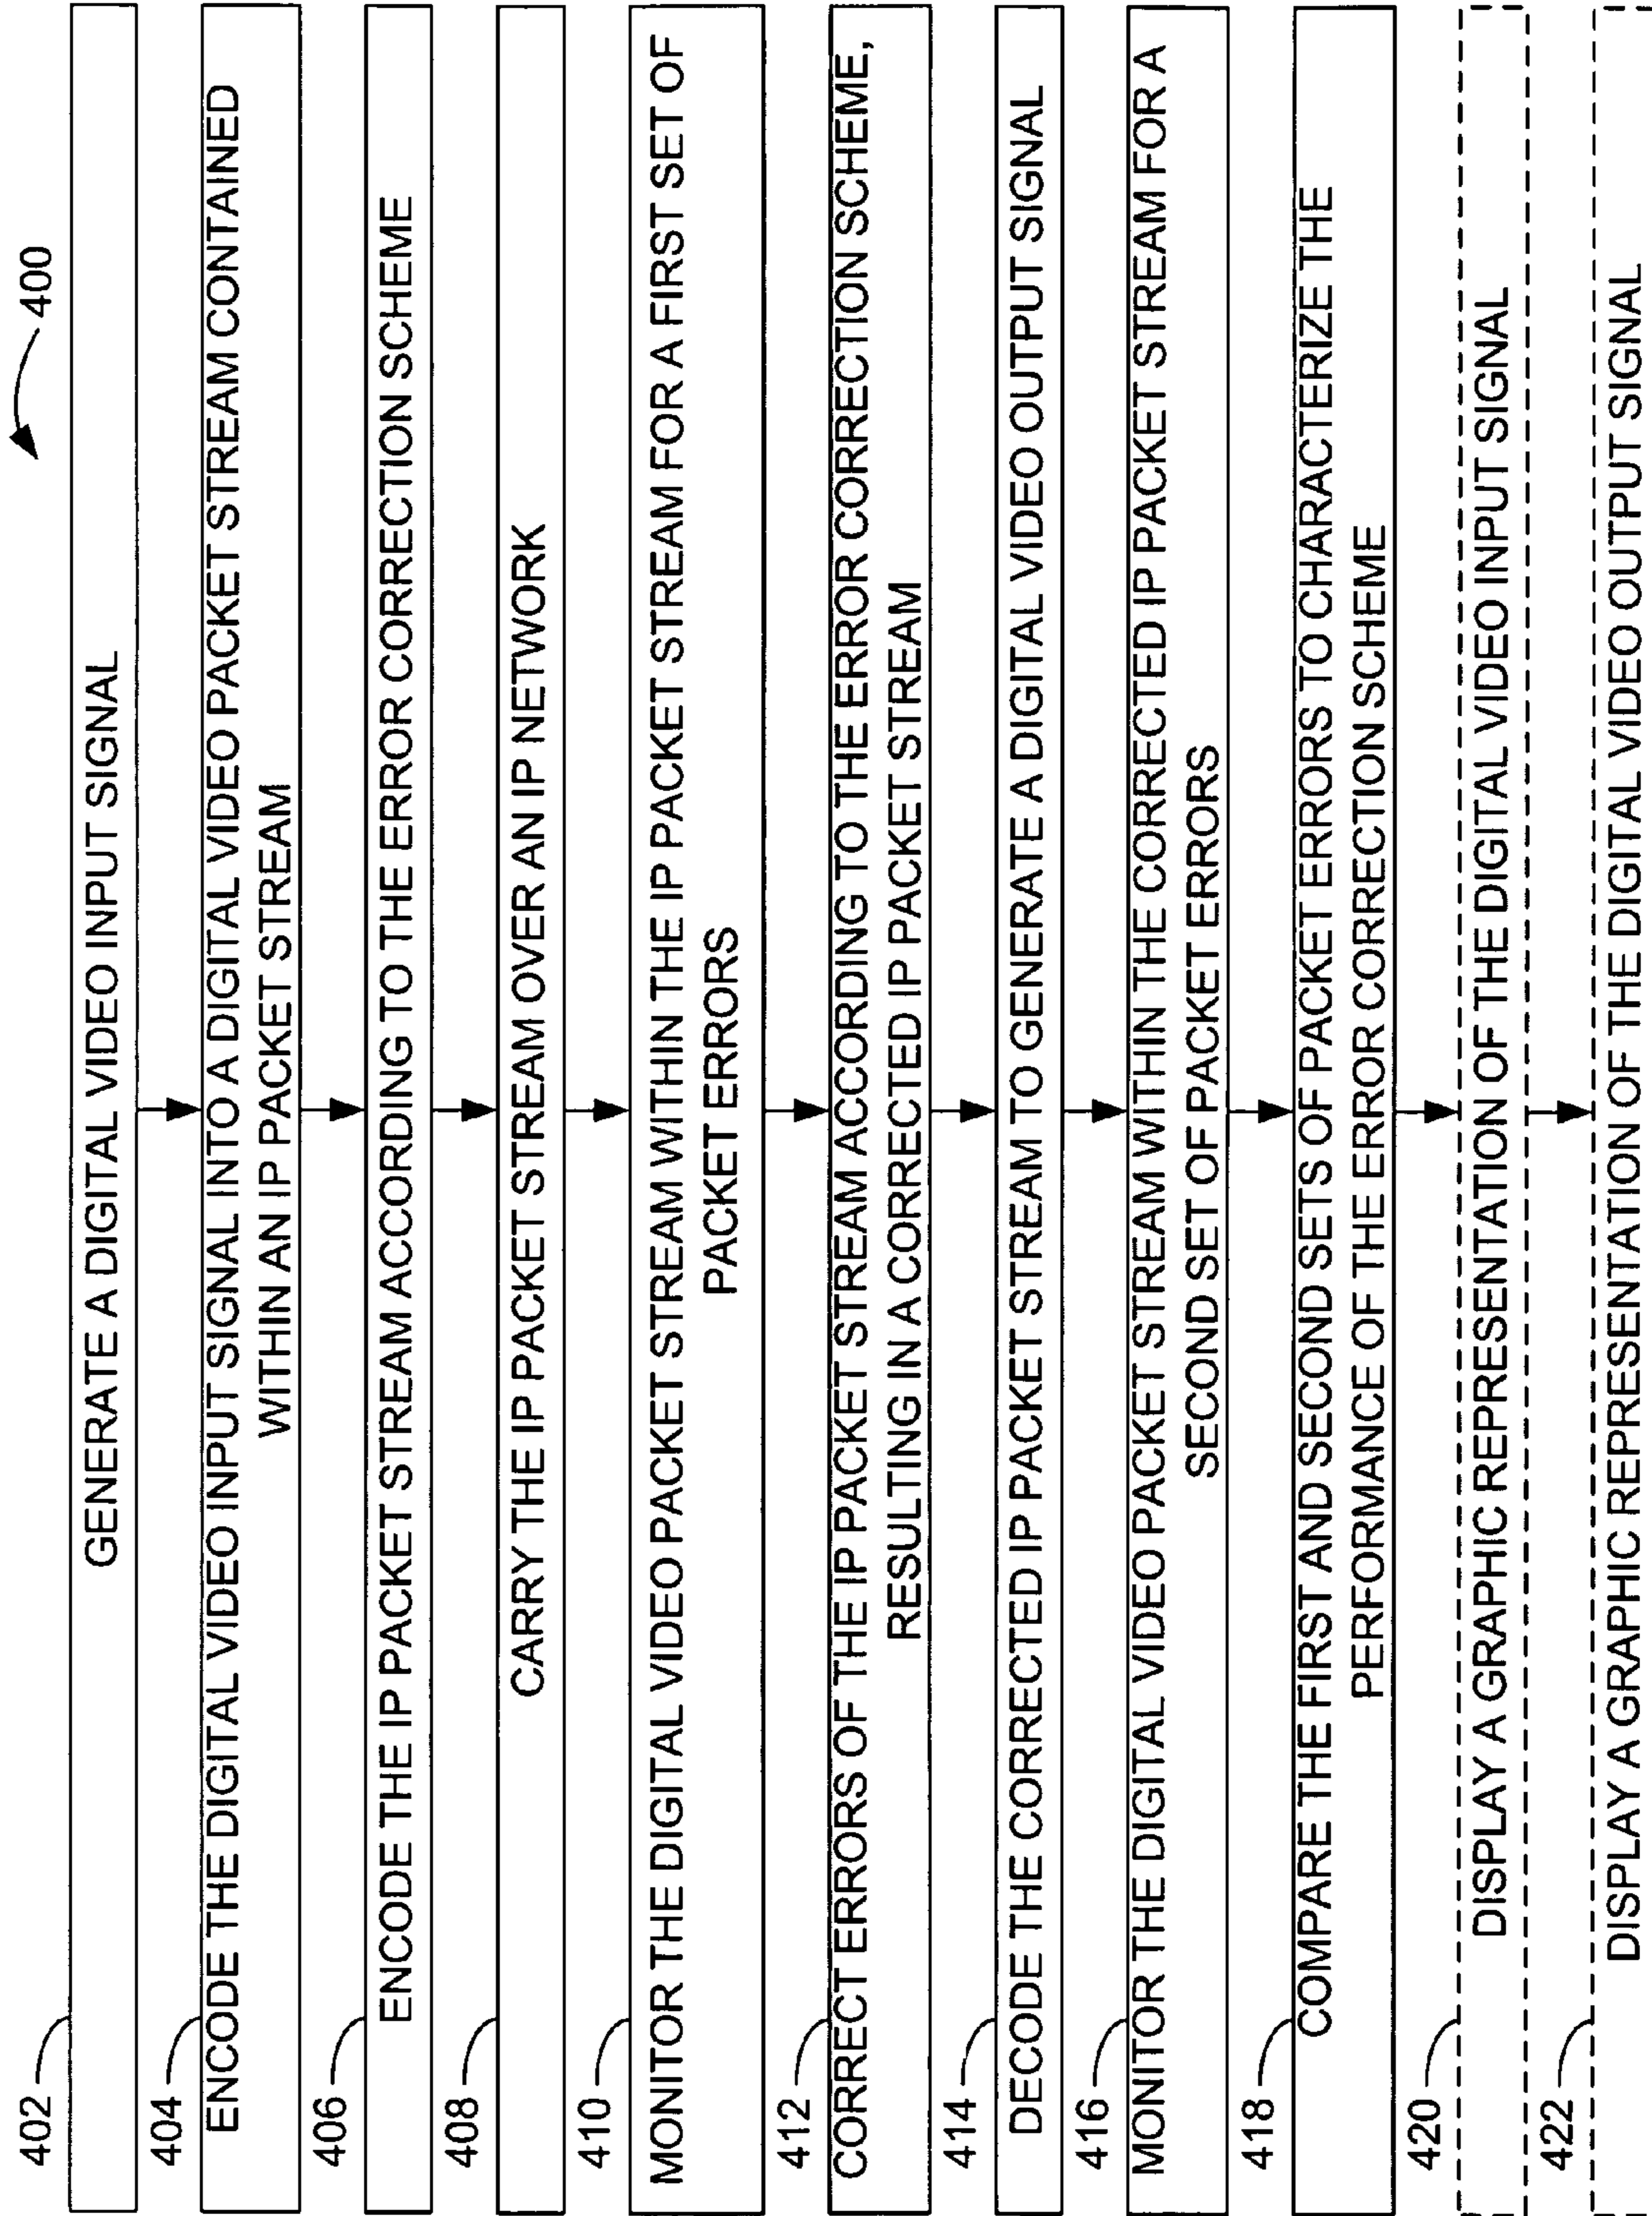 400
402
GENERATE A DIGITAL VIDEO INPUT SIGNAL
404
ENCODE THE DIGITAL VIDEO INPUT SIGNAL INTO A DIGITAL VIDEO PACKET STREAM CONTAINED
WITHIN AN IP PACKET STREAM
406
ENCODE THE IP PACKET STREAM ACCORDING TO THE ERROR CORRECTION SCHEME
408
CARRY THE IP PACKET STREAM OVER AN IP NETWORK
410
MONITOR THE DIGITAL VIDEO PACKET STREAM WITHIN THE IP PACKET STREAM FOR A FIRST SET OF
PACKET ERRORS
412
CORRECT ERRORS OF THE IP PACKET STREAM ACCORDING TO THE ERROR CORRECTION SCHEME,
RESULTING IN A CORRECTED IP PACKET STREAM
414
DECODE THE CORRECTED IP PACKET STREAM TO GENERATE A DIGITAL VIDEO OUTPUT SIGNAL
416
MONITOR THE DIGITAL VIDEO PACKET STREAM WITHIN THE CORRECTED IP PACKET STREAM FOR A
SECOND SET OF PACKET ERRORS
418
COMPARE THE FIRST AND SECOND SETS OF PACKET ERRORS TO CHARACTERIZE THE
PERFORMANCE OF THE ERROR CORRECTION SCHEME
420
DISPLAY A GRAPHIC REPRESENTATION OF THE DIGITAL VIDEO INPUT SIGNAL
422
DISPLAY A GRAPHIC REPRESENTATION OF THE DIGITAL VIDEO OUTPUT SIGNAL